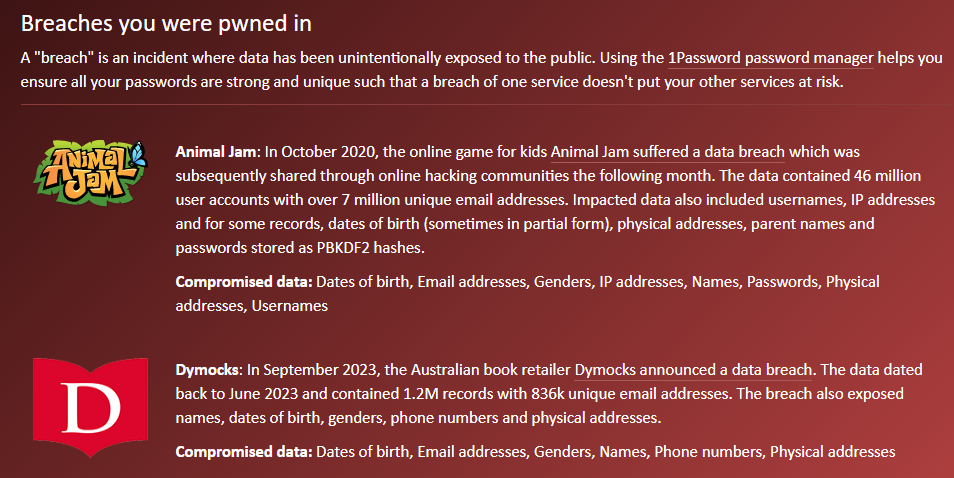 Breaches you were pwned in
A "breach" is an incident where data has been unintentionally exposed to the public. Using the 1Password password manager helps you
ensure all your passwords are strong and unique such that a breach of one service doesn't put your other services at risk.
ANIMAL
JAM
Animal Jam: In October 2020, the online game for kids Animal Jam suffered a data breach which was
subsequently shared through online hacking communities the following month. The data contained 46 million
user accounts with over 7 million unique email addresses. Impacted data also included usernames, IP addresses
and for some records, dates of birth (sometimes in partial form), physical addresses, parent names and
passwords stored as PBKDF2 hashes.
Compromised data: Dates of birth, Email addresses, Genders, IP addresses, Names, Passwords, Physical
addresses, Usernames
D
Dymocks: In September 2023, the Australian book retailer Dymocks announced a data breach. The data dated
back to June 2023 and contained 1.2M records with 836k unique email addresses. The breach also exposed
names, dates of birth, genders, phone numbers and physical addresses.
Compromised data: Dates of birth, Email addresses, Genders, Names, Phone numbers, Physical addresses